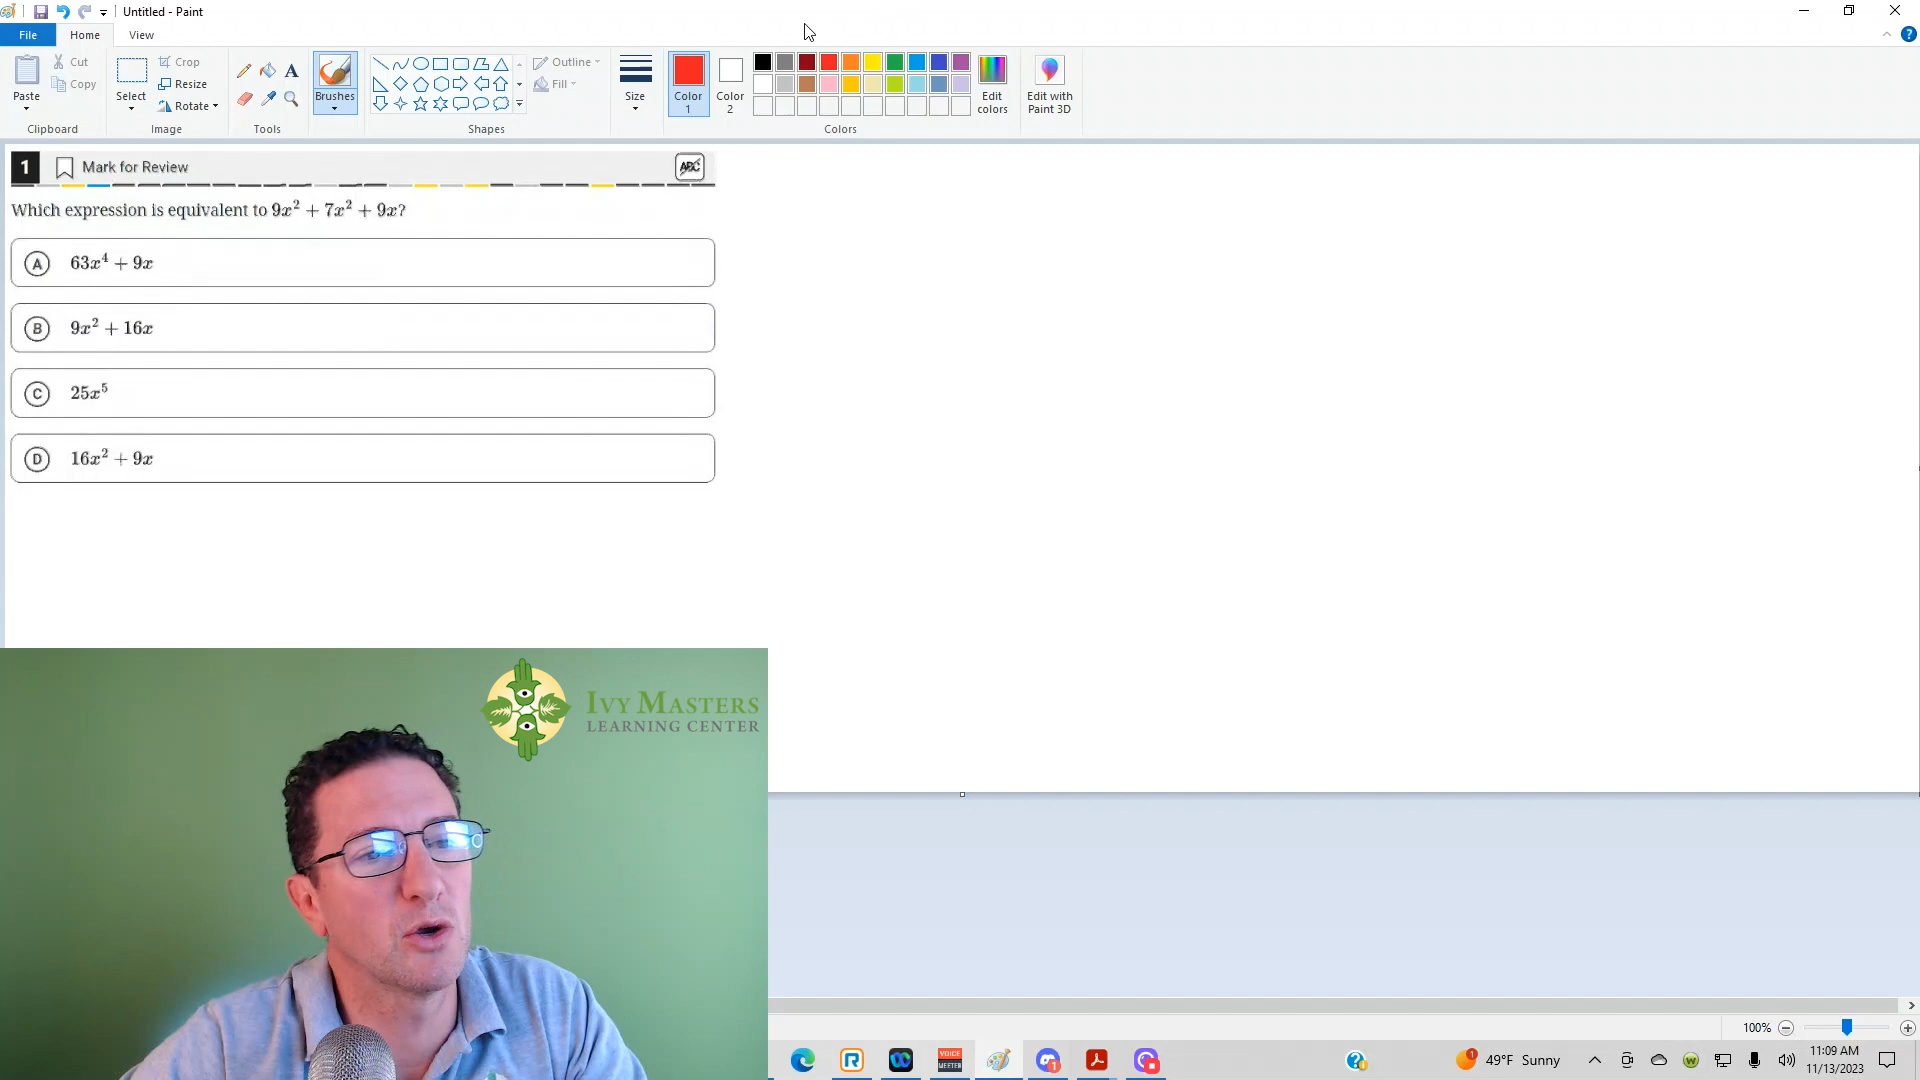 Untitled - Paint
File Home View
Paste
Cut
Copy
Clipboard
Select
Crop
Resize
Rotate
Image
A
Tools
Brushes
Shapes
Outline
Fill
Size
Color 1
Color 2
Colors
Edit colors
Edit with Paint 3D
1 Mark for Review ABC
Which expression is equivalent to 9x² + 7x² + 9x?
A 63x⁴ + 9x
B 9x² + 16x
C 25x⁵
D 16x² + 9x
IVY MASTERS
LEARNING CENTER
100%
VOICE
MEETER
49°F Sunny
11:09 AM
11/13/2023